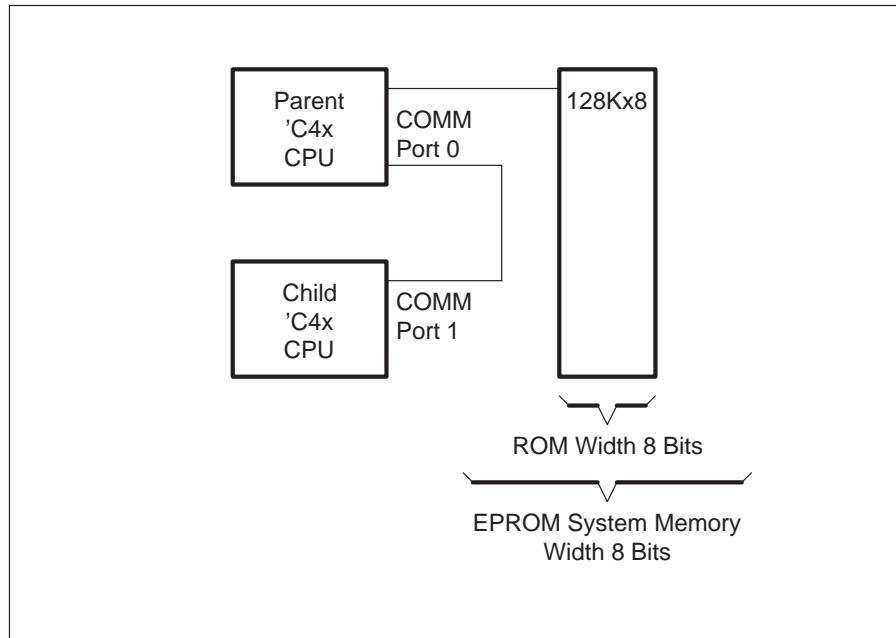 Parent
’C4x
CPU
COMM
Port 0
128Kx8
Child
’C4x
CPU
COMM
Port 1
ROM Width 8 Bits
EPROM System Memory
Width 8 Bits